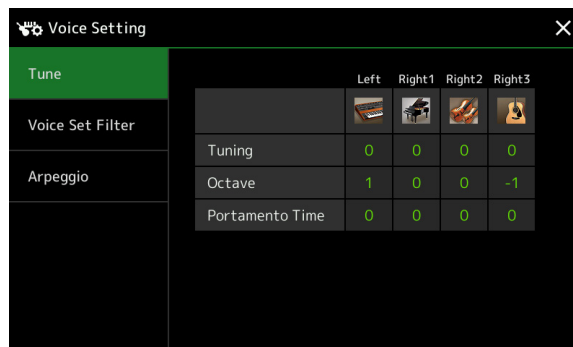 Voice Setting
Tune
Voice Set Filter
Arpeggio
Left Right1 Right2 Right3
Tuning 0 0 0 0
Octave 1 0 0 -1
Portamento Time 0 0 0 0